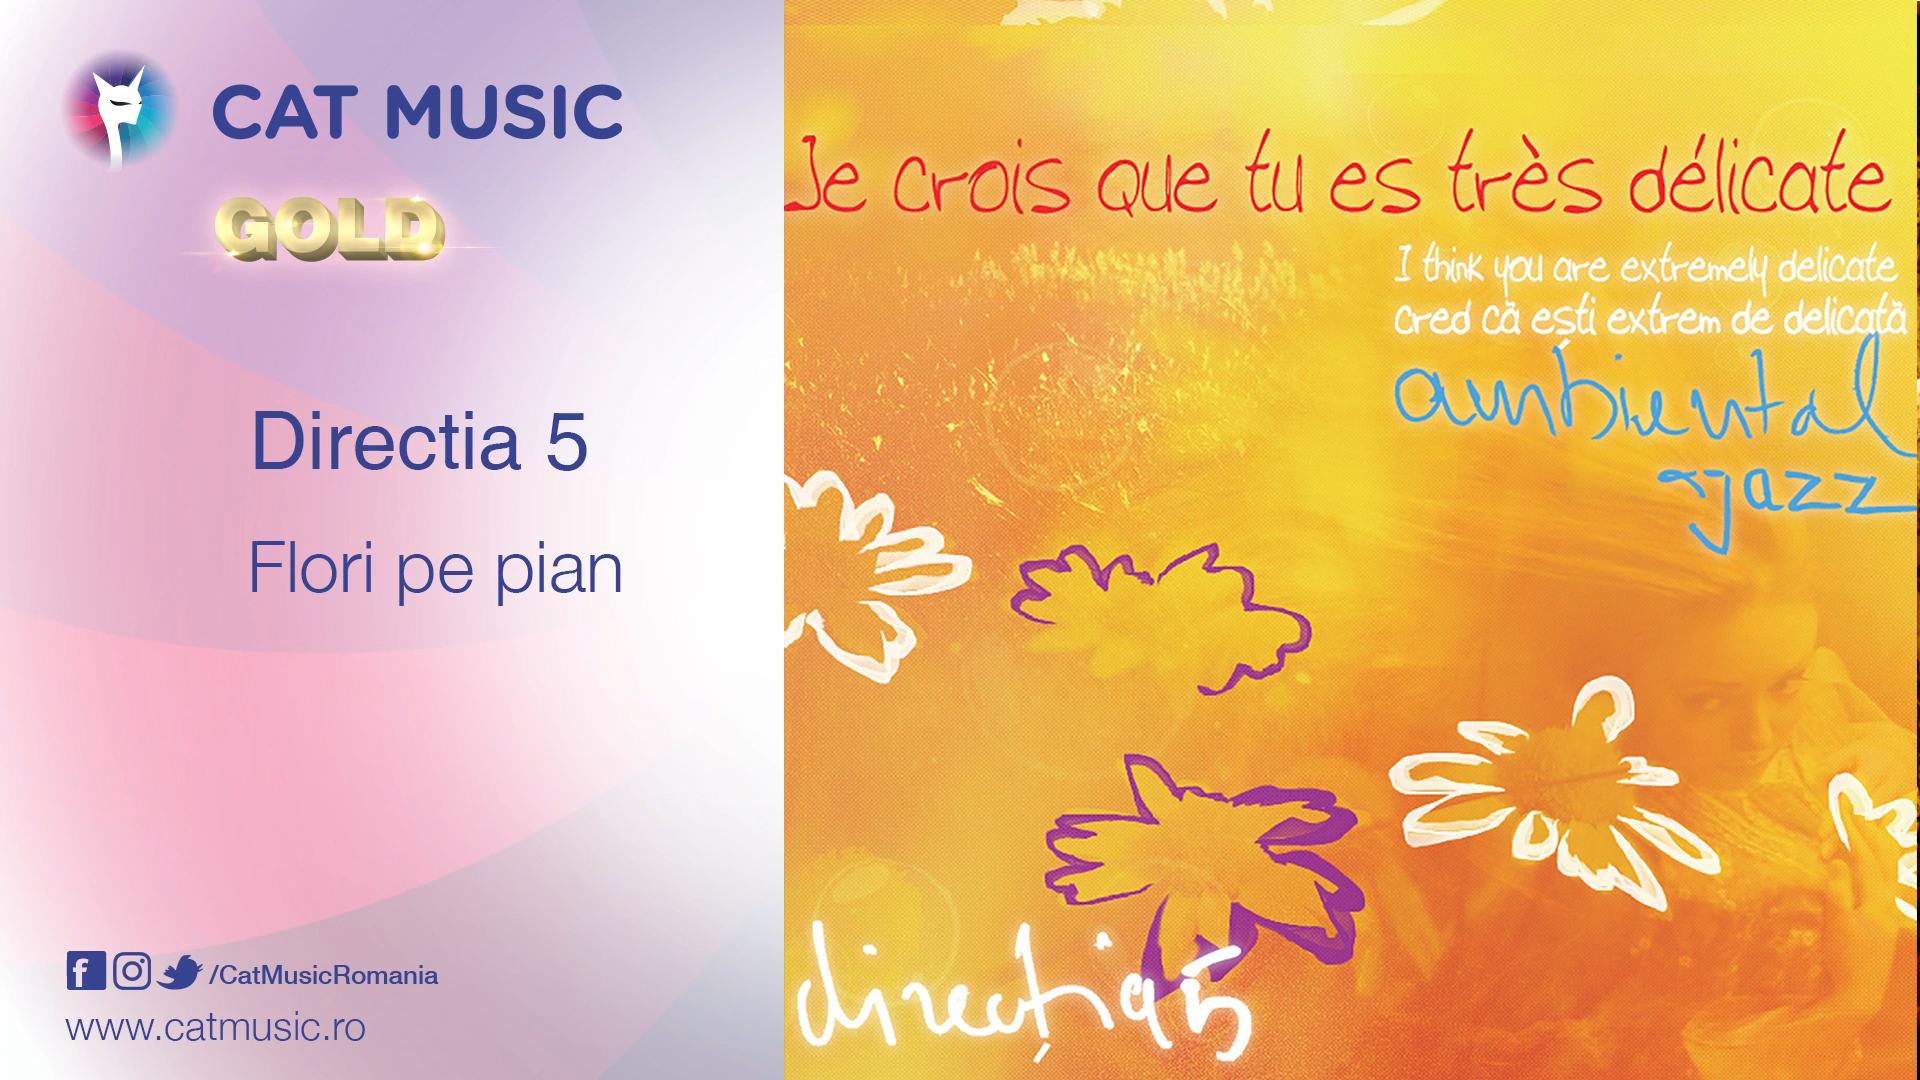 CAT MUSIC
GOLD
Directia 5
Flori pe pian
/CatMusicRomania
www.catmusic.ro
Je crois que tu es très délicate
I think you are extremely delicate
cred că ești extrem de delicată
ambiental
jazz
direcția 5